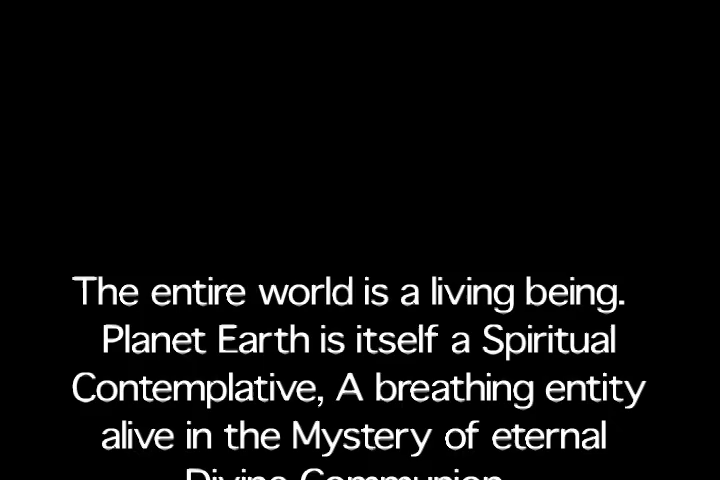 The entire world is a living being.
Planet Earth is itself a Spiritual
Contemplative, A breathing entity
alive in the Mystery of eternal
Divine Communion